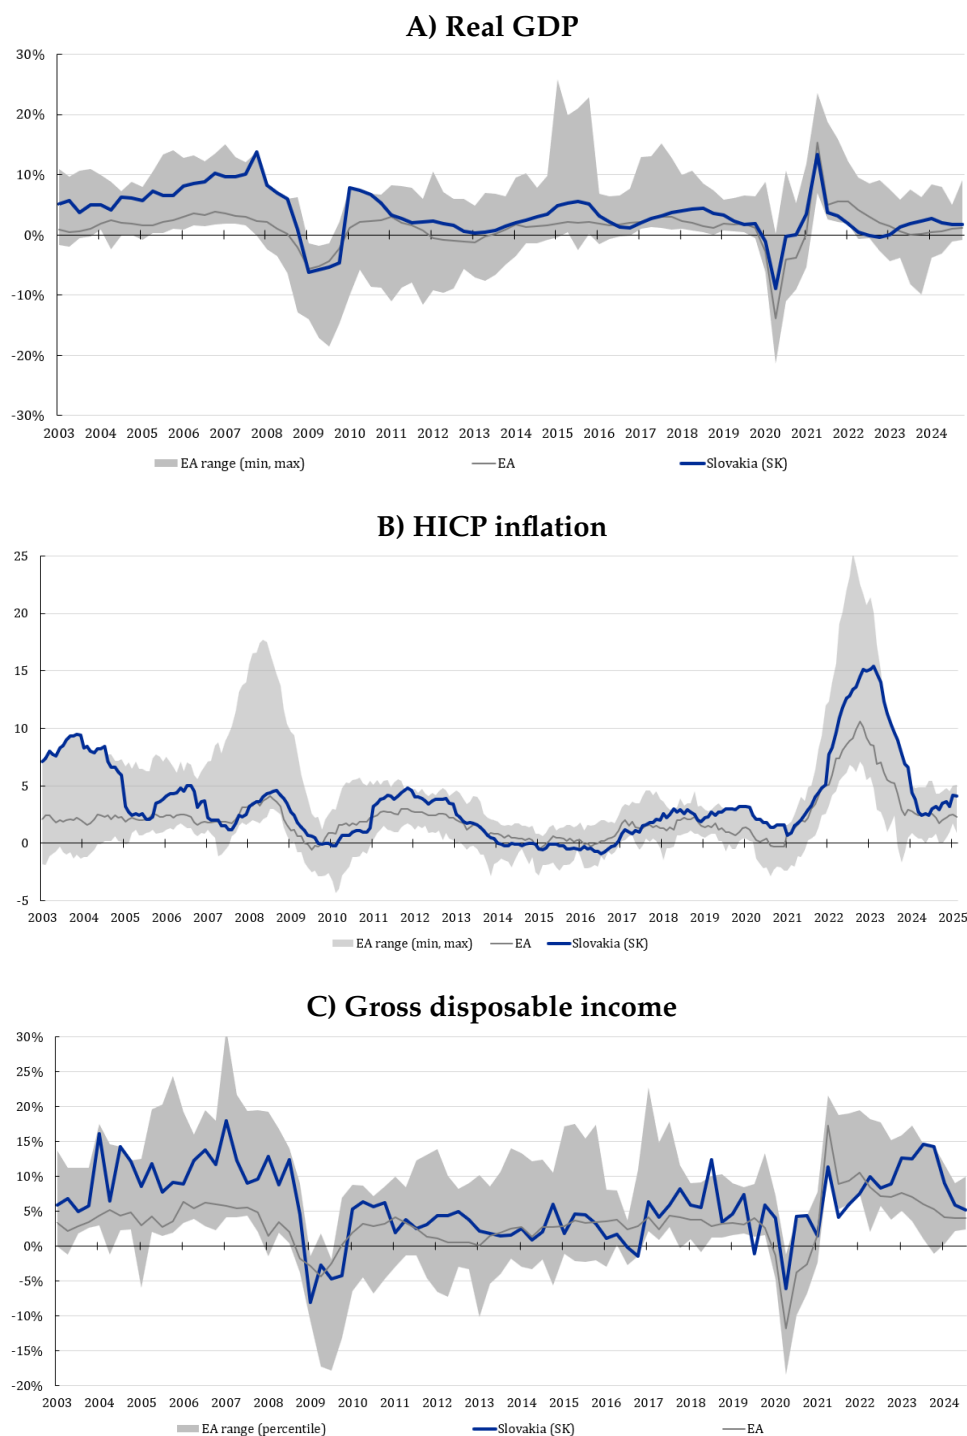 A) Real GDP
30%
20%
10%
0%
-10%
-20%
-30%
2003 2004 2005 2006 2007 2008 2009 2010 2011 2012 2013 2014 2015 2016 2017 2018 2019 2020 2021 2022 2023 2024
EA range (min, max) EA Slovakia (SK)
B) HICP inflation
25
20
15
10
5
0
-5
2003 2004 2005 2006 2007 2008 2009 2010 2011 2012 2013 2014 2015 2016 2017 2018 2019 2020 2021 2022 2023 2024 2025
EA range (min, max) EA Slovakia (SK)
C) Gross disposable income
30%
25%
20%
15%
10%
5%
0%
-5%
-10%
-15%
-20%
2003 2004 2005 2006 2007 2008 2009 2010 2011 2012 2013 2014 2015 2016 2017 2018 2019 2020 2021 2022 2023 2024
EA range (percentile) Slovakia (SK) EA